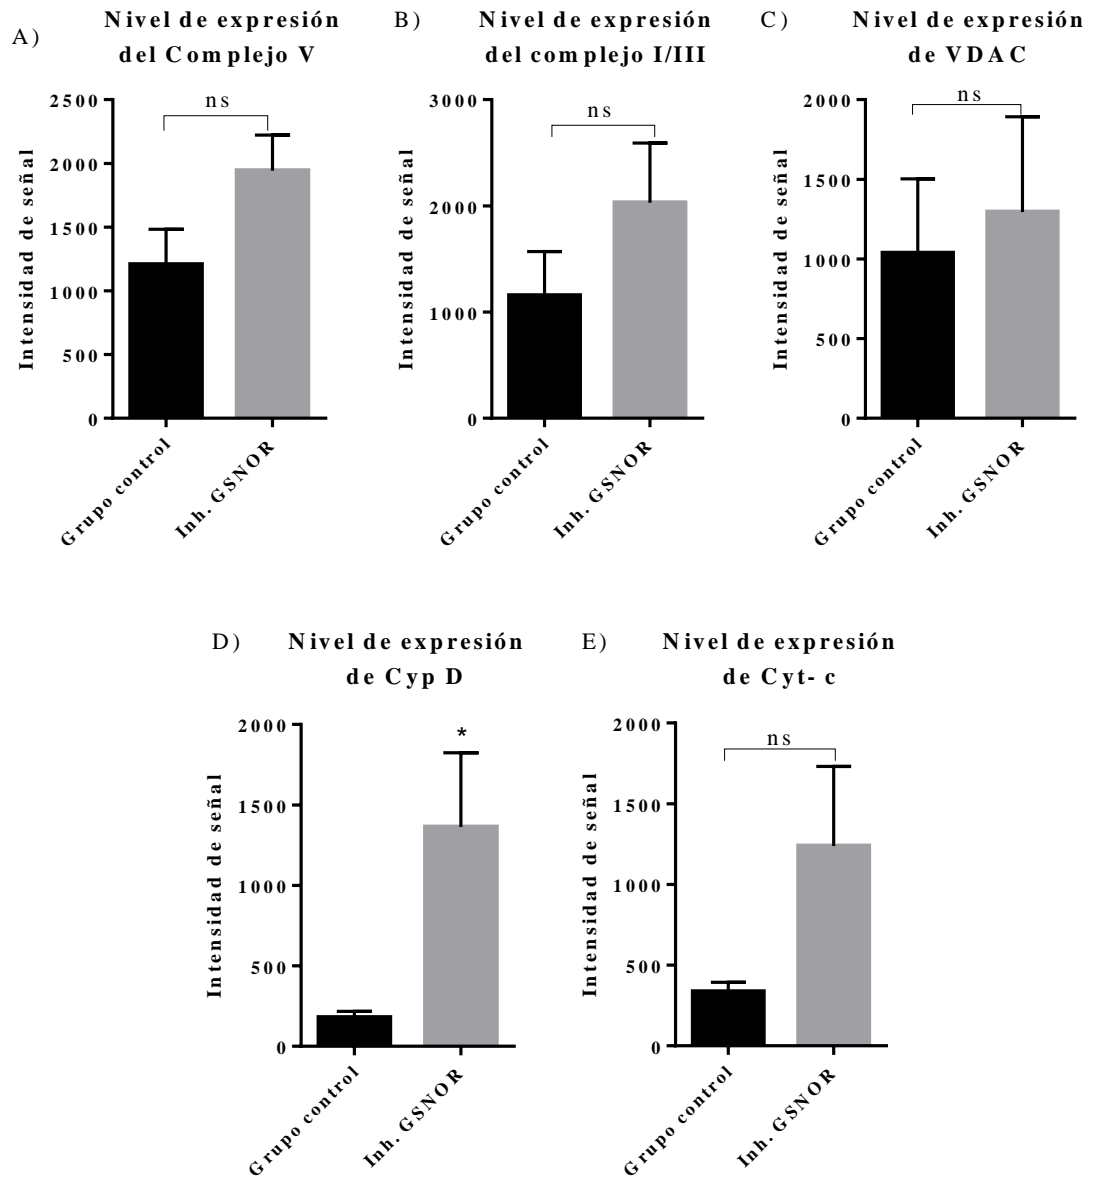 A)
Nivel de expresión
del Complejo V
ns
Intensidad de señal
2500
2000
1500
1000
500
0
Grupo control
Inh. GSNOR
B)
Nivel de expresión
del complejo I/III
ns
Intensidad de señal
3000
2000
1000
0
Grupo control
Inh. GSNOR
C)
Nivel de expresión
de VDAC
ns
Intensidad de señal
2000
1500
1000
500
0
Grupo control
Inh. GSNOR
D)
Nivel de expresión
de Cyp D
*
Intensidad de señal
2000
1500
1000
500
0
Grupo control
Inh. GSNOR
E)
Nivel de expresión
de Cyt- c
ns
Intensidad de señal
2000
1500
1000
500
0
Grupo control
Inh. GSNOR